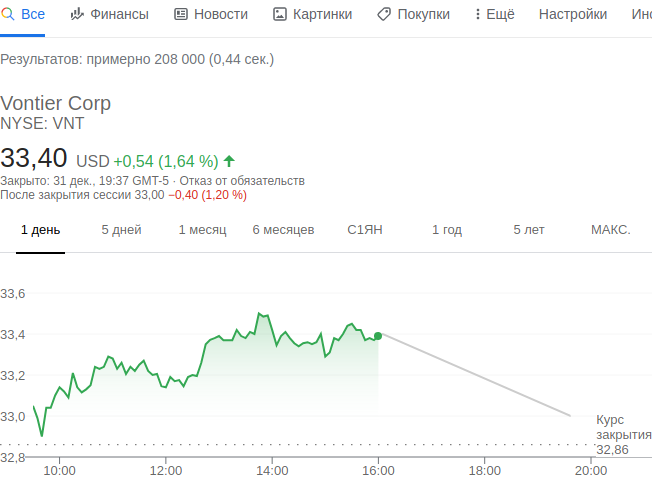 Все Финансы Новости Картинки Покупки Ещё Настройки Инс
Результатов: примерно 208 000 (0,44 сек.)
Vontier Corp
NYSE: VNT
33,40 USD +0,54 (1,64 %)
Закрыто: 31 дек., 19:37 GMT-5 · Отказ от обязательств
После закрытия сессии 33,00 −0,40 (1,20 %)
1 день 5 дней 1 месяц 6 месяцев С1ЯН 1 год 5 лет МАКС.
33,6
33,4
33,2
33,0
Курс
закрытия
32,86
32,8
10:00 12:00 14:00 16:00 18:00 20:00